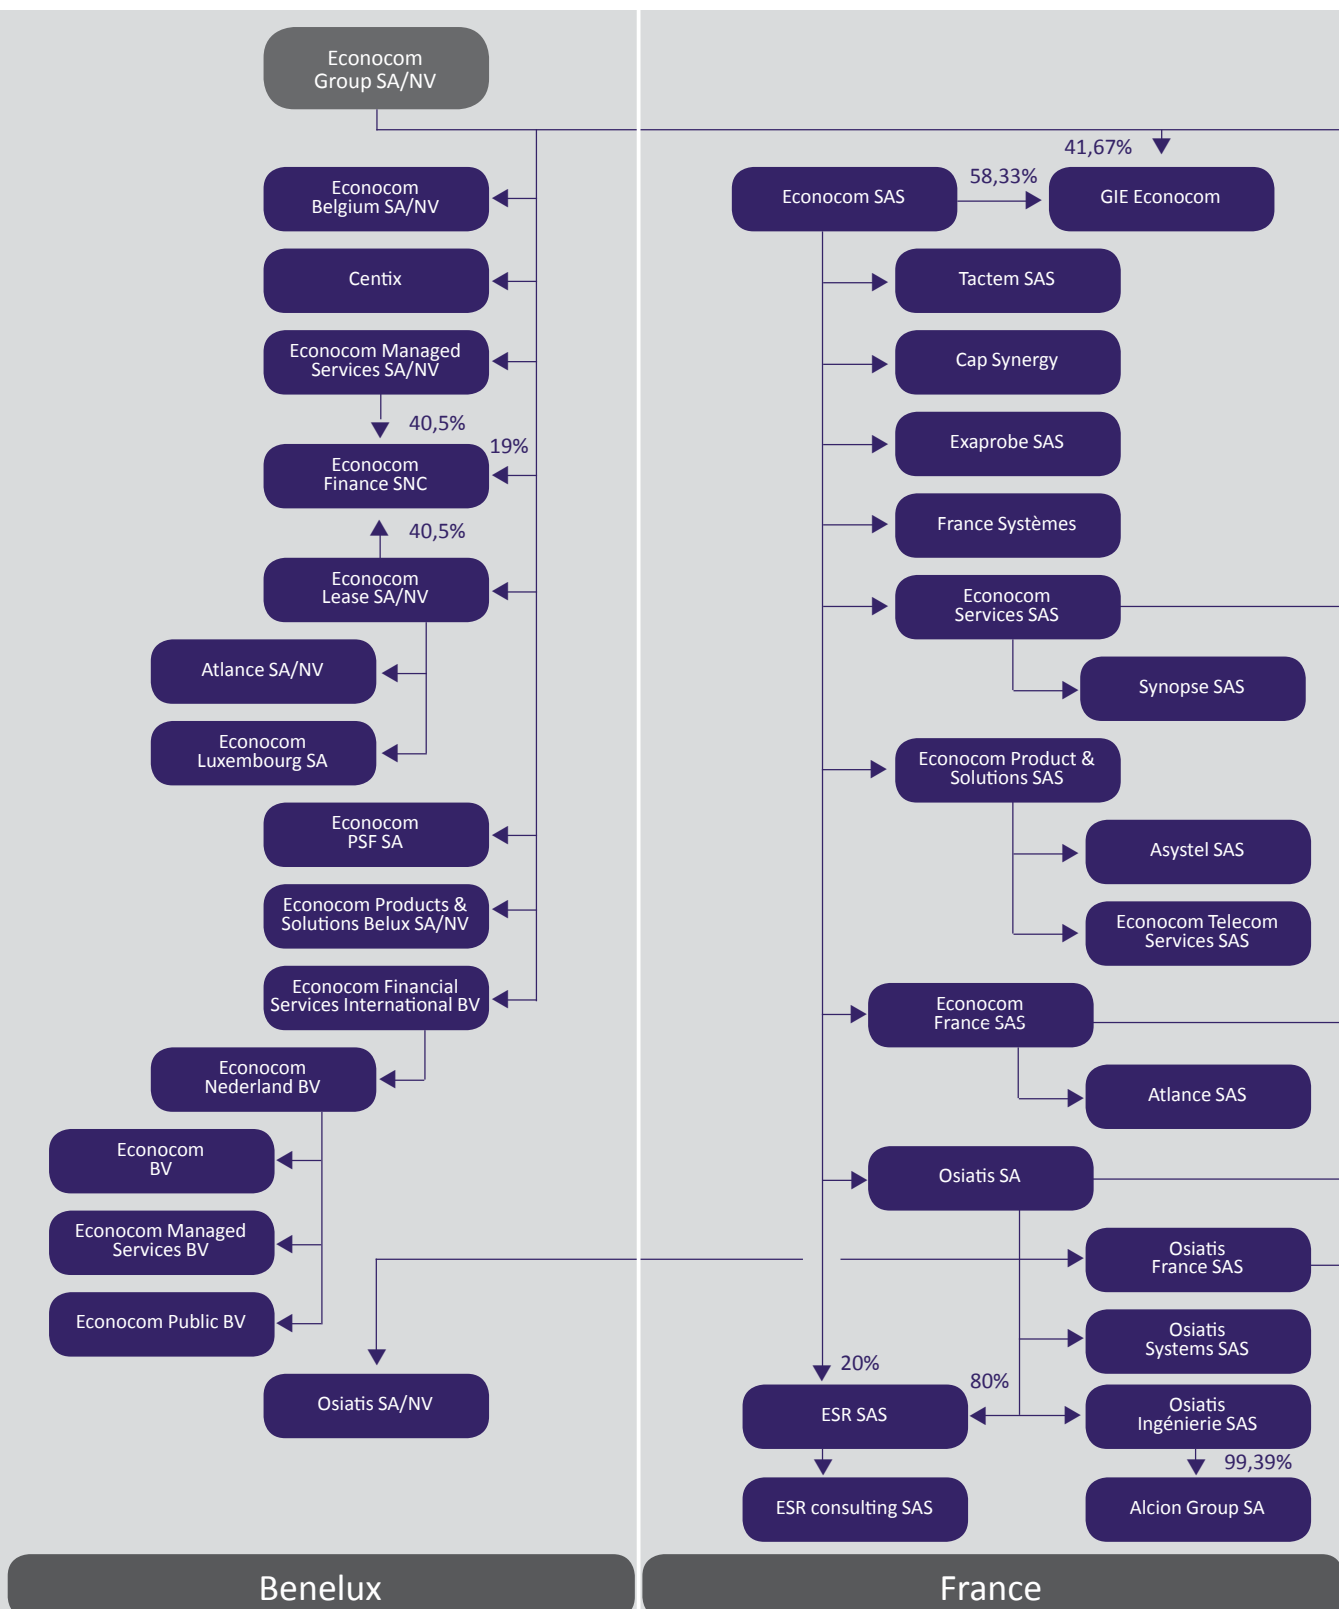 Econocom
Group SA/NV
Econocom
Belgium SA/NV
Centix
Econocom Managed
Services SA/NV
40,5%
19%
Econocom
Finance SNC
40,5%
Econocom
Lease SA/NV
Atlance SA/NV
Econocom
Luxembourg SA
Econocom
PSF SA
Econocom Products &
Solutions Belux SA/NV
Econocom Financial
Services International BV
Econocom
Nederland BV
Econocom
BV
Econocom Managed
Services BV
Econocom Public BV
Osiatis SA/NV
Benelux
41,67%
58,33%
Econocom SAS
GIE Econocom
Tactem SAS
Cap Synergy
Exaprobe SAS
France Systèmes
Econocom
Services SAS
Synopse SAS
Econocom Product &
Solutions SAS
Asystel SAS
Econocom Telecom
Services SAS
Econocom
France SAS
Atlance SAS
Osiatis SA
Osiatis
France SAS
Osiatis
Systems SAS
20%
80%
ESR SAS
Osiatis
Ingénierie SAS
99,39%
ESR consulting SAS
Alcion Group SA
France